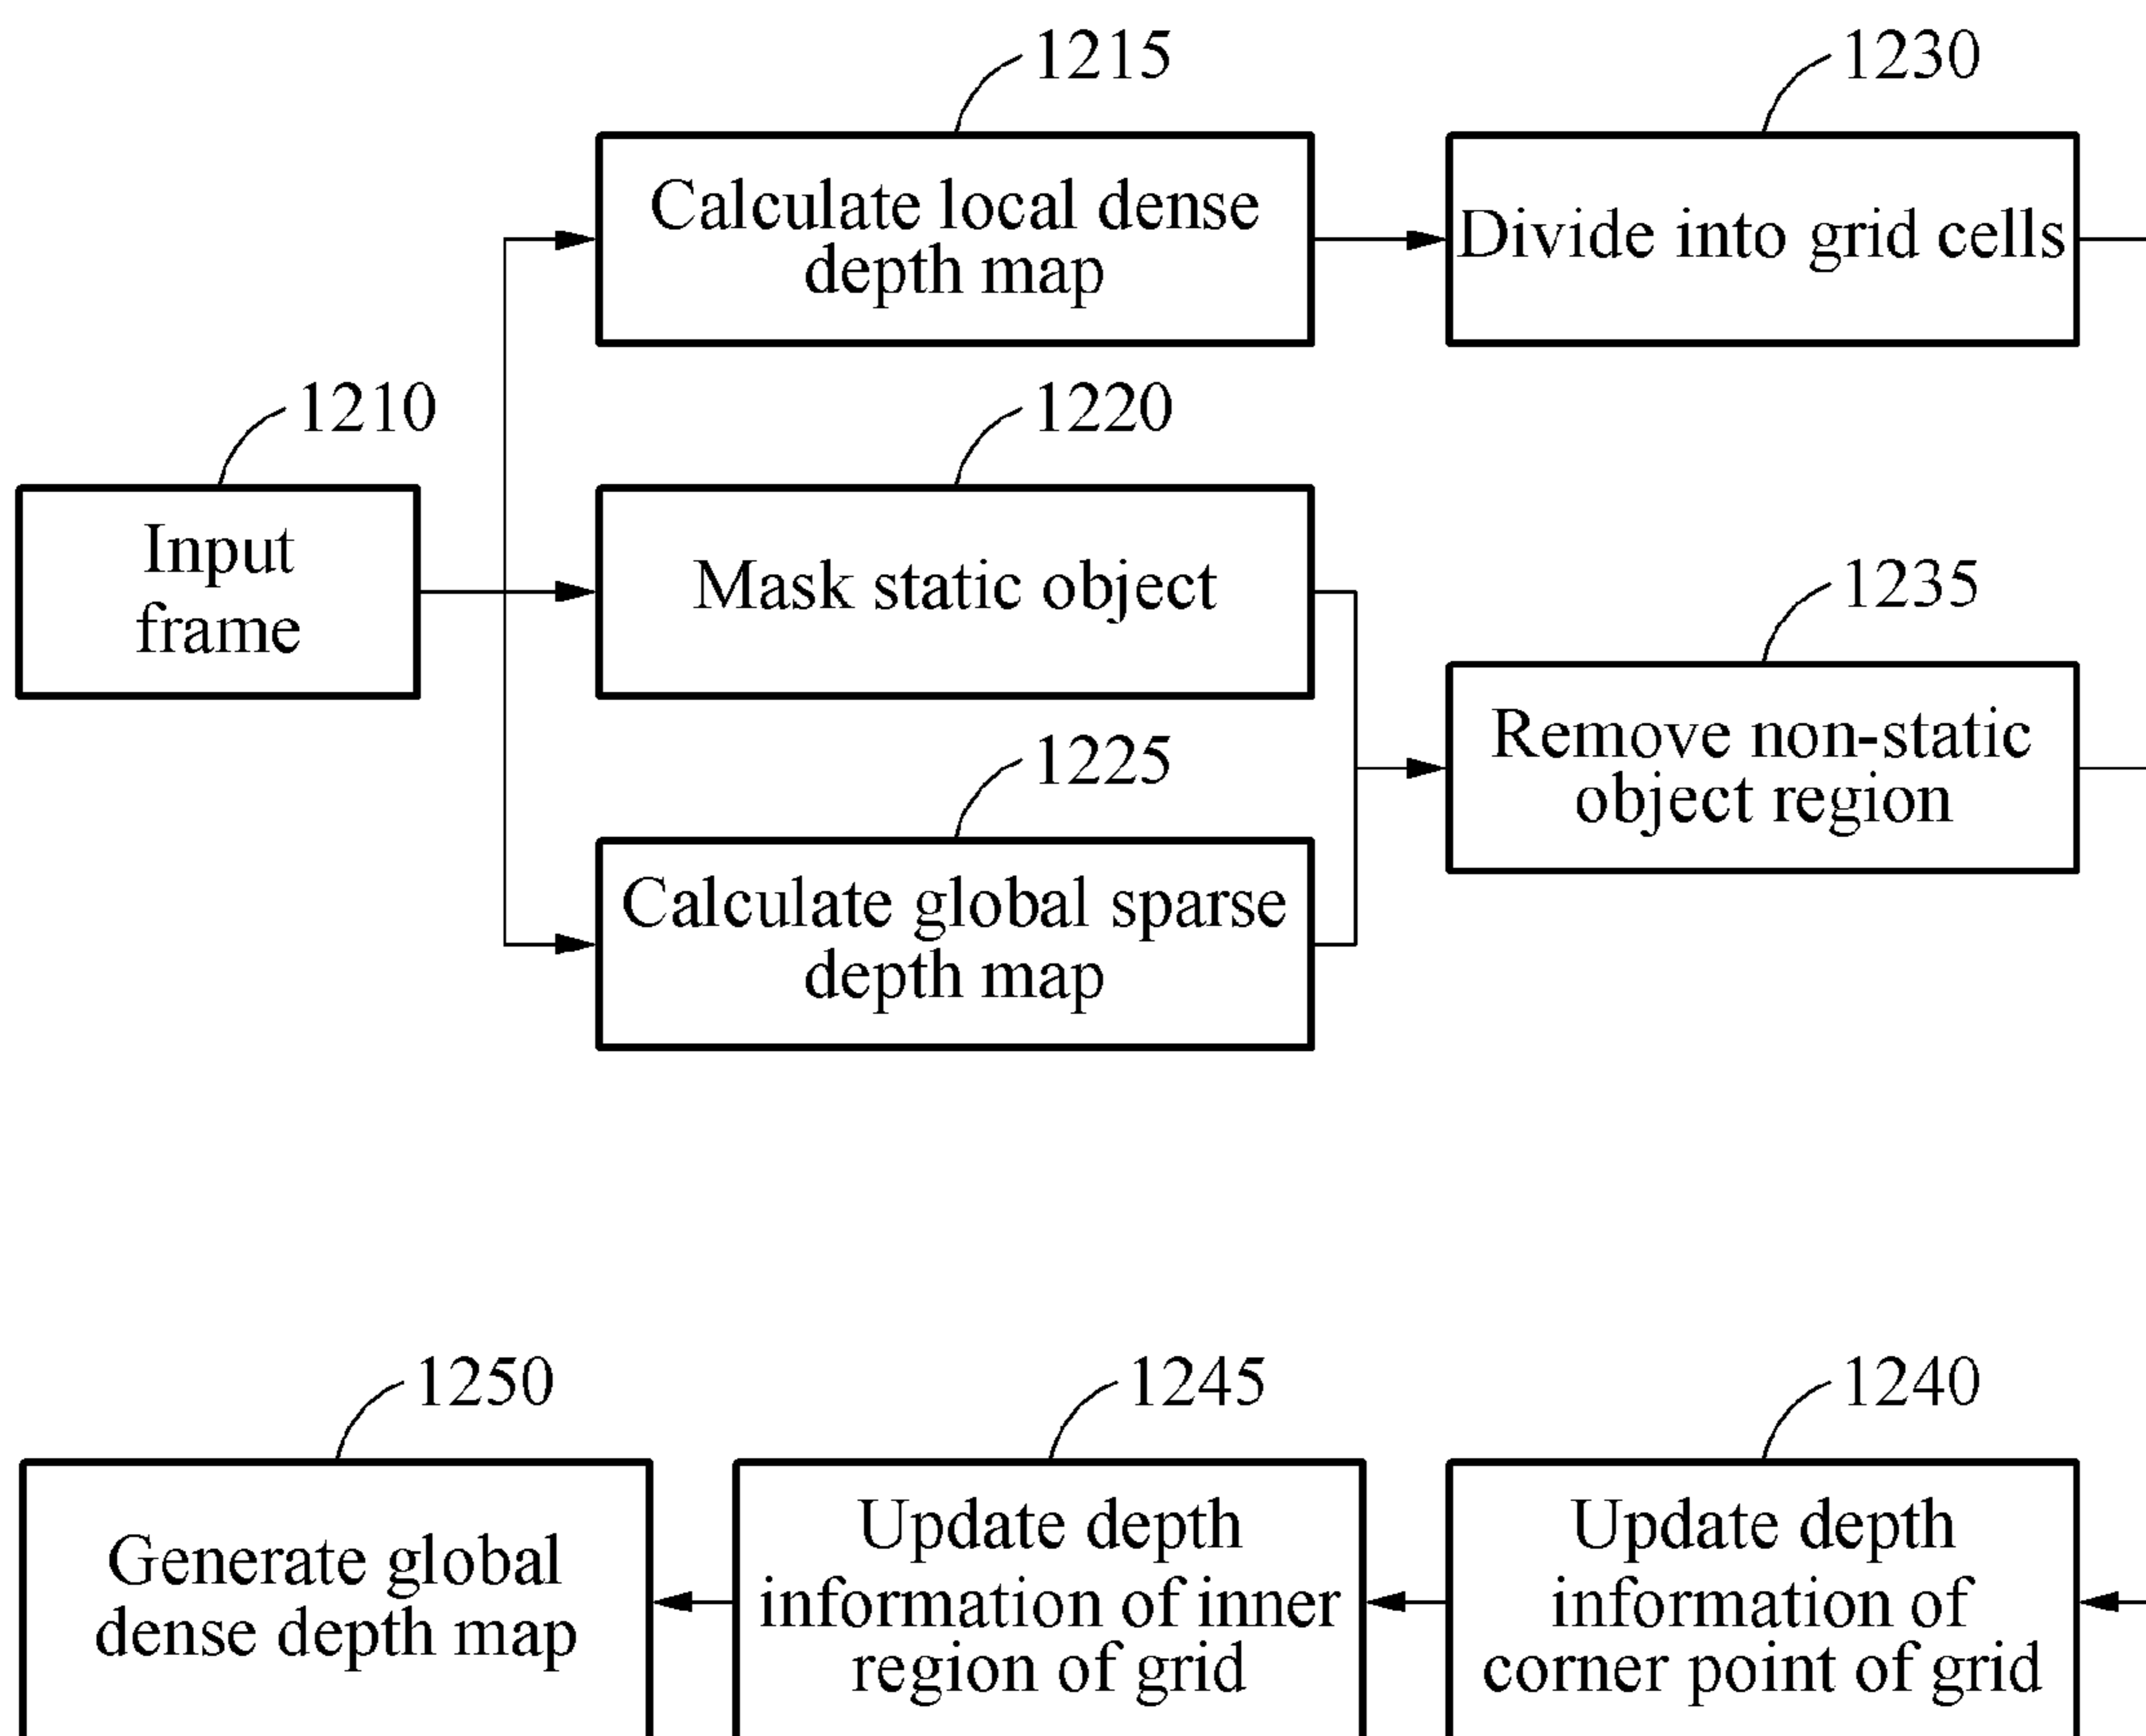 1215
Calculate local dense
depth map
1230
Divide into grid cells
1210
Input
frame
1220
Mask static object
1225
Calculate global sparse
depth map
1235
Remove non-static
object region
1250
Generate global
dense depth map
1245
Update depth
information of inner
region of grid
1240
Update depth
information of
corner point of grid